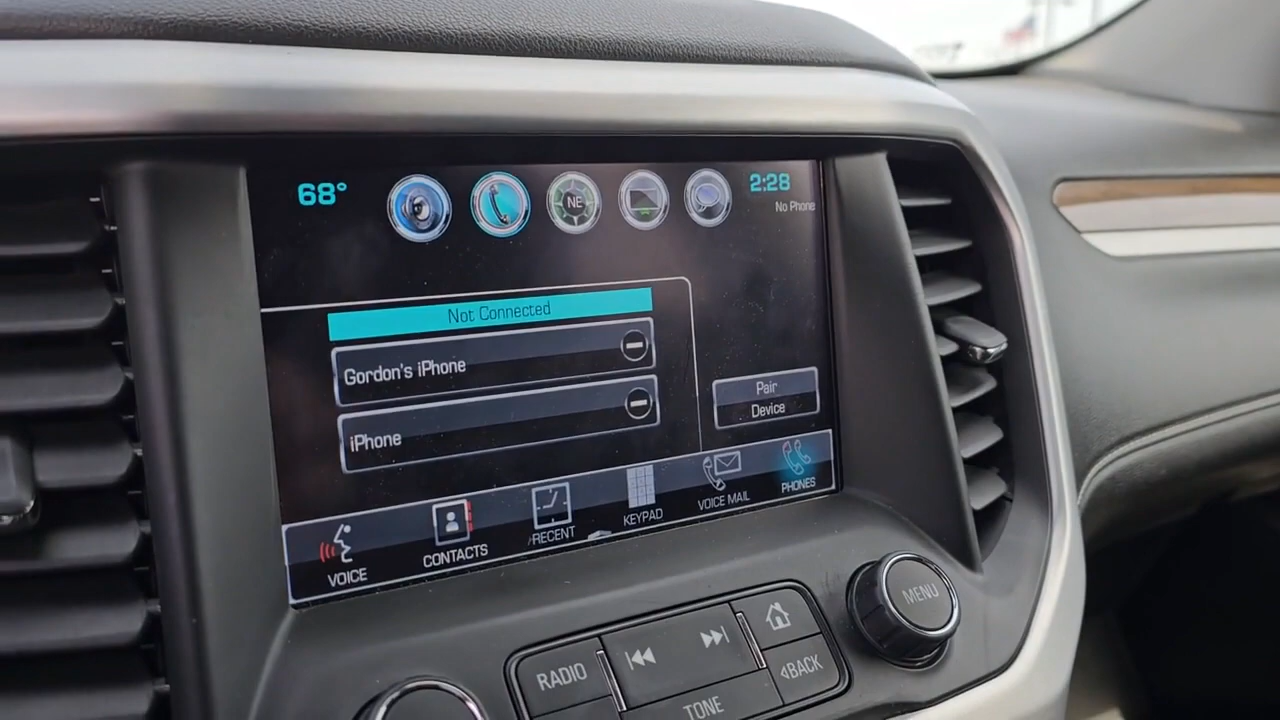 68°
NE
2:28
No Phone
Not Connected
Gordon's iPhone
iPhone
Pair
Device
VOICE
CONTACTS
RECENT
KEYPAD
VOICE MAIL
PHONES
RADIO
TONE
BACK
MENU